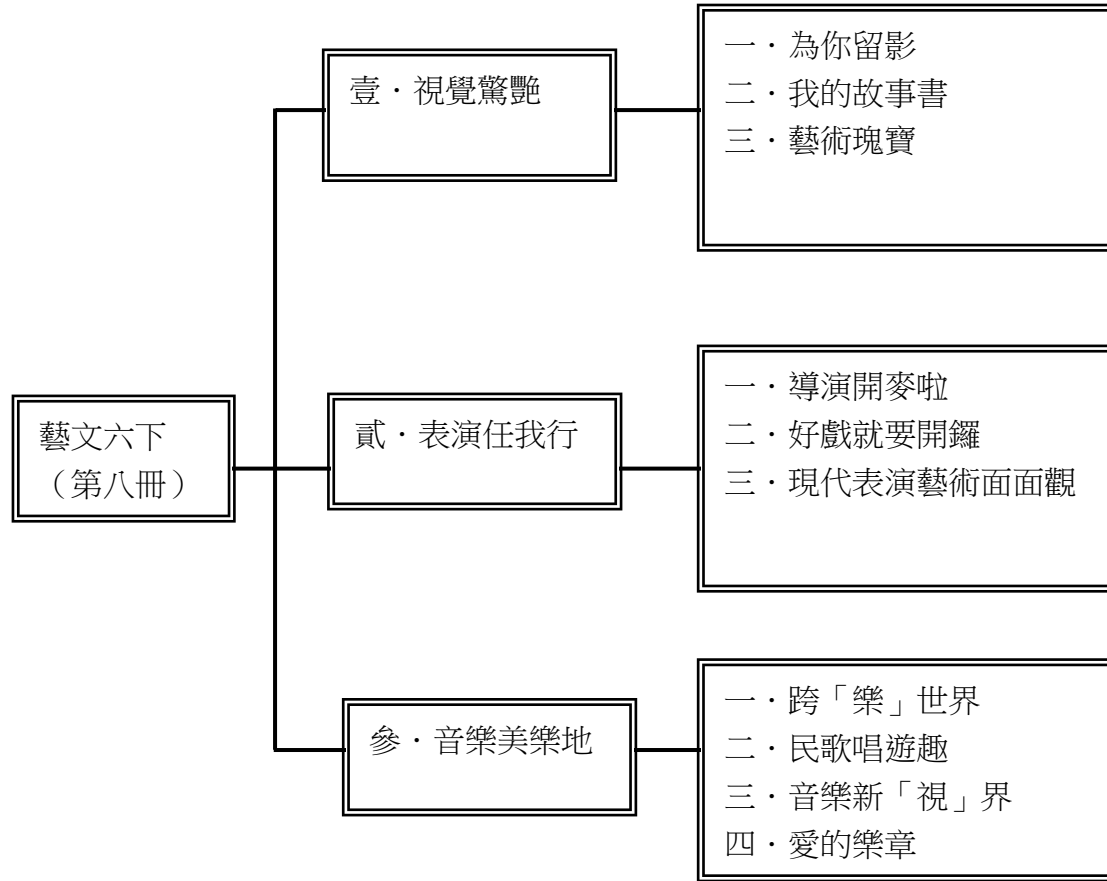 藝文六下
（第八冊）
壹．視覺驚艷
一．為你留影
二．我的故事書
三．藝術瑰寶
貳．表演任我行
一．導演開麥啦
二．好戲就要開鑼
三．現代表演藝術面面觀
參．音樂美樂地
一．跨「樂」世界
二．民歌唱遊趣
三．音樂新「視」界
四．愛的樂章